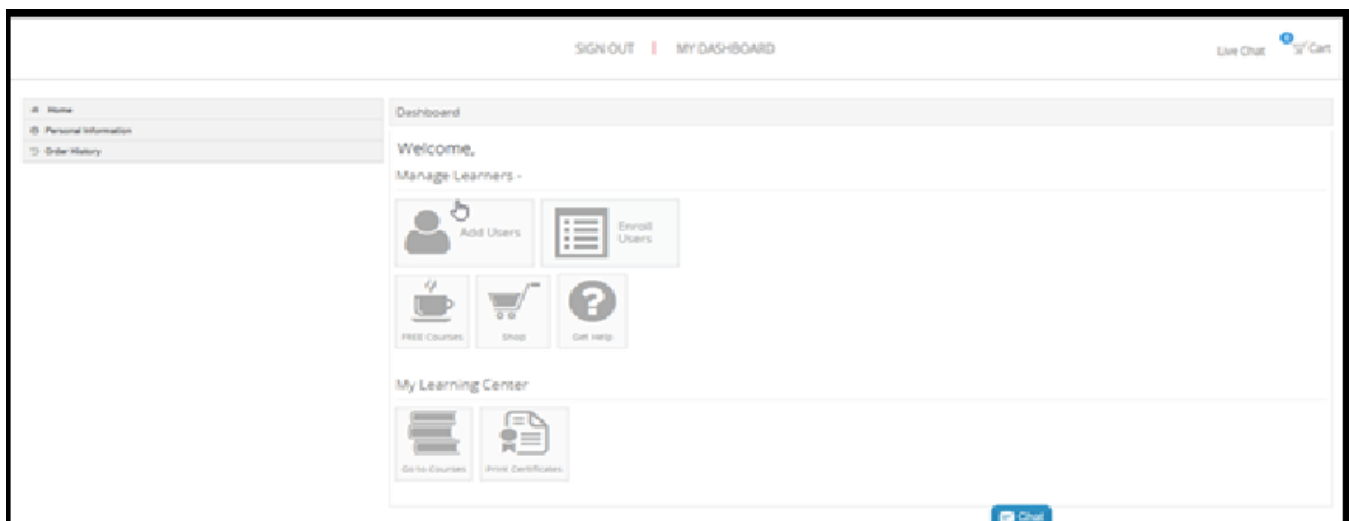 SIGN OUT | MY DASHBOARD
Live Chat 0 Cart
Home
Personal Information
Order History
Dashboard
Welcome,
Manage Learners -
Add Users
Enroll
Users
FREE Courses
Shop
Get Help
My Learning Center
Go to Courses
Print Certificates
Chat